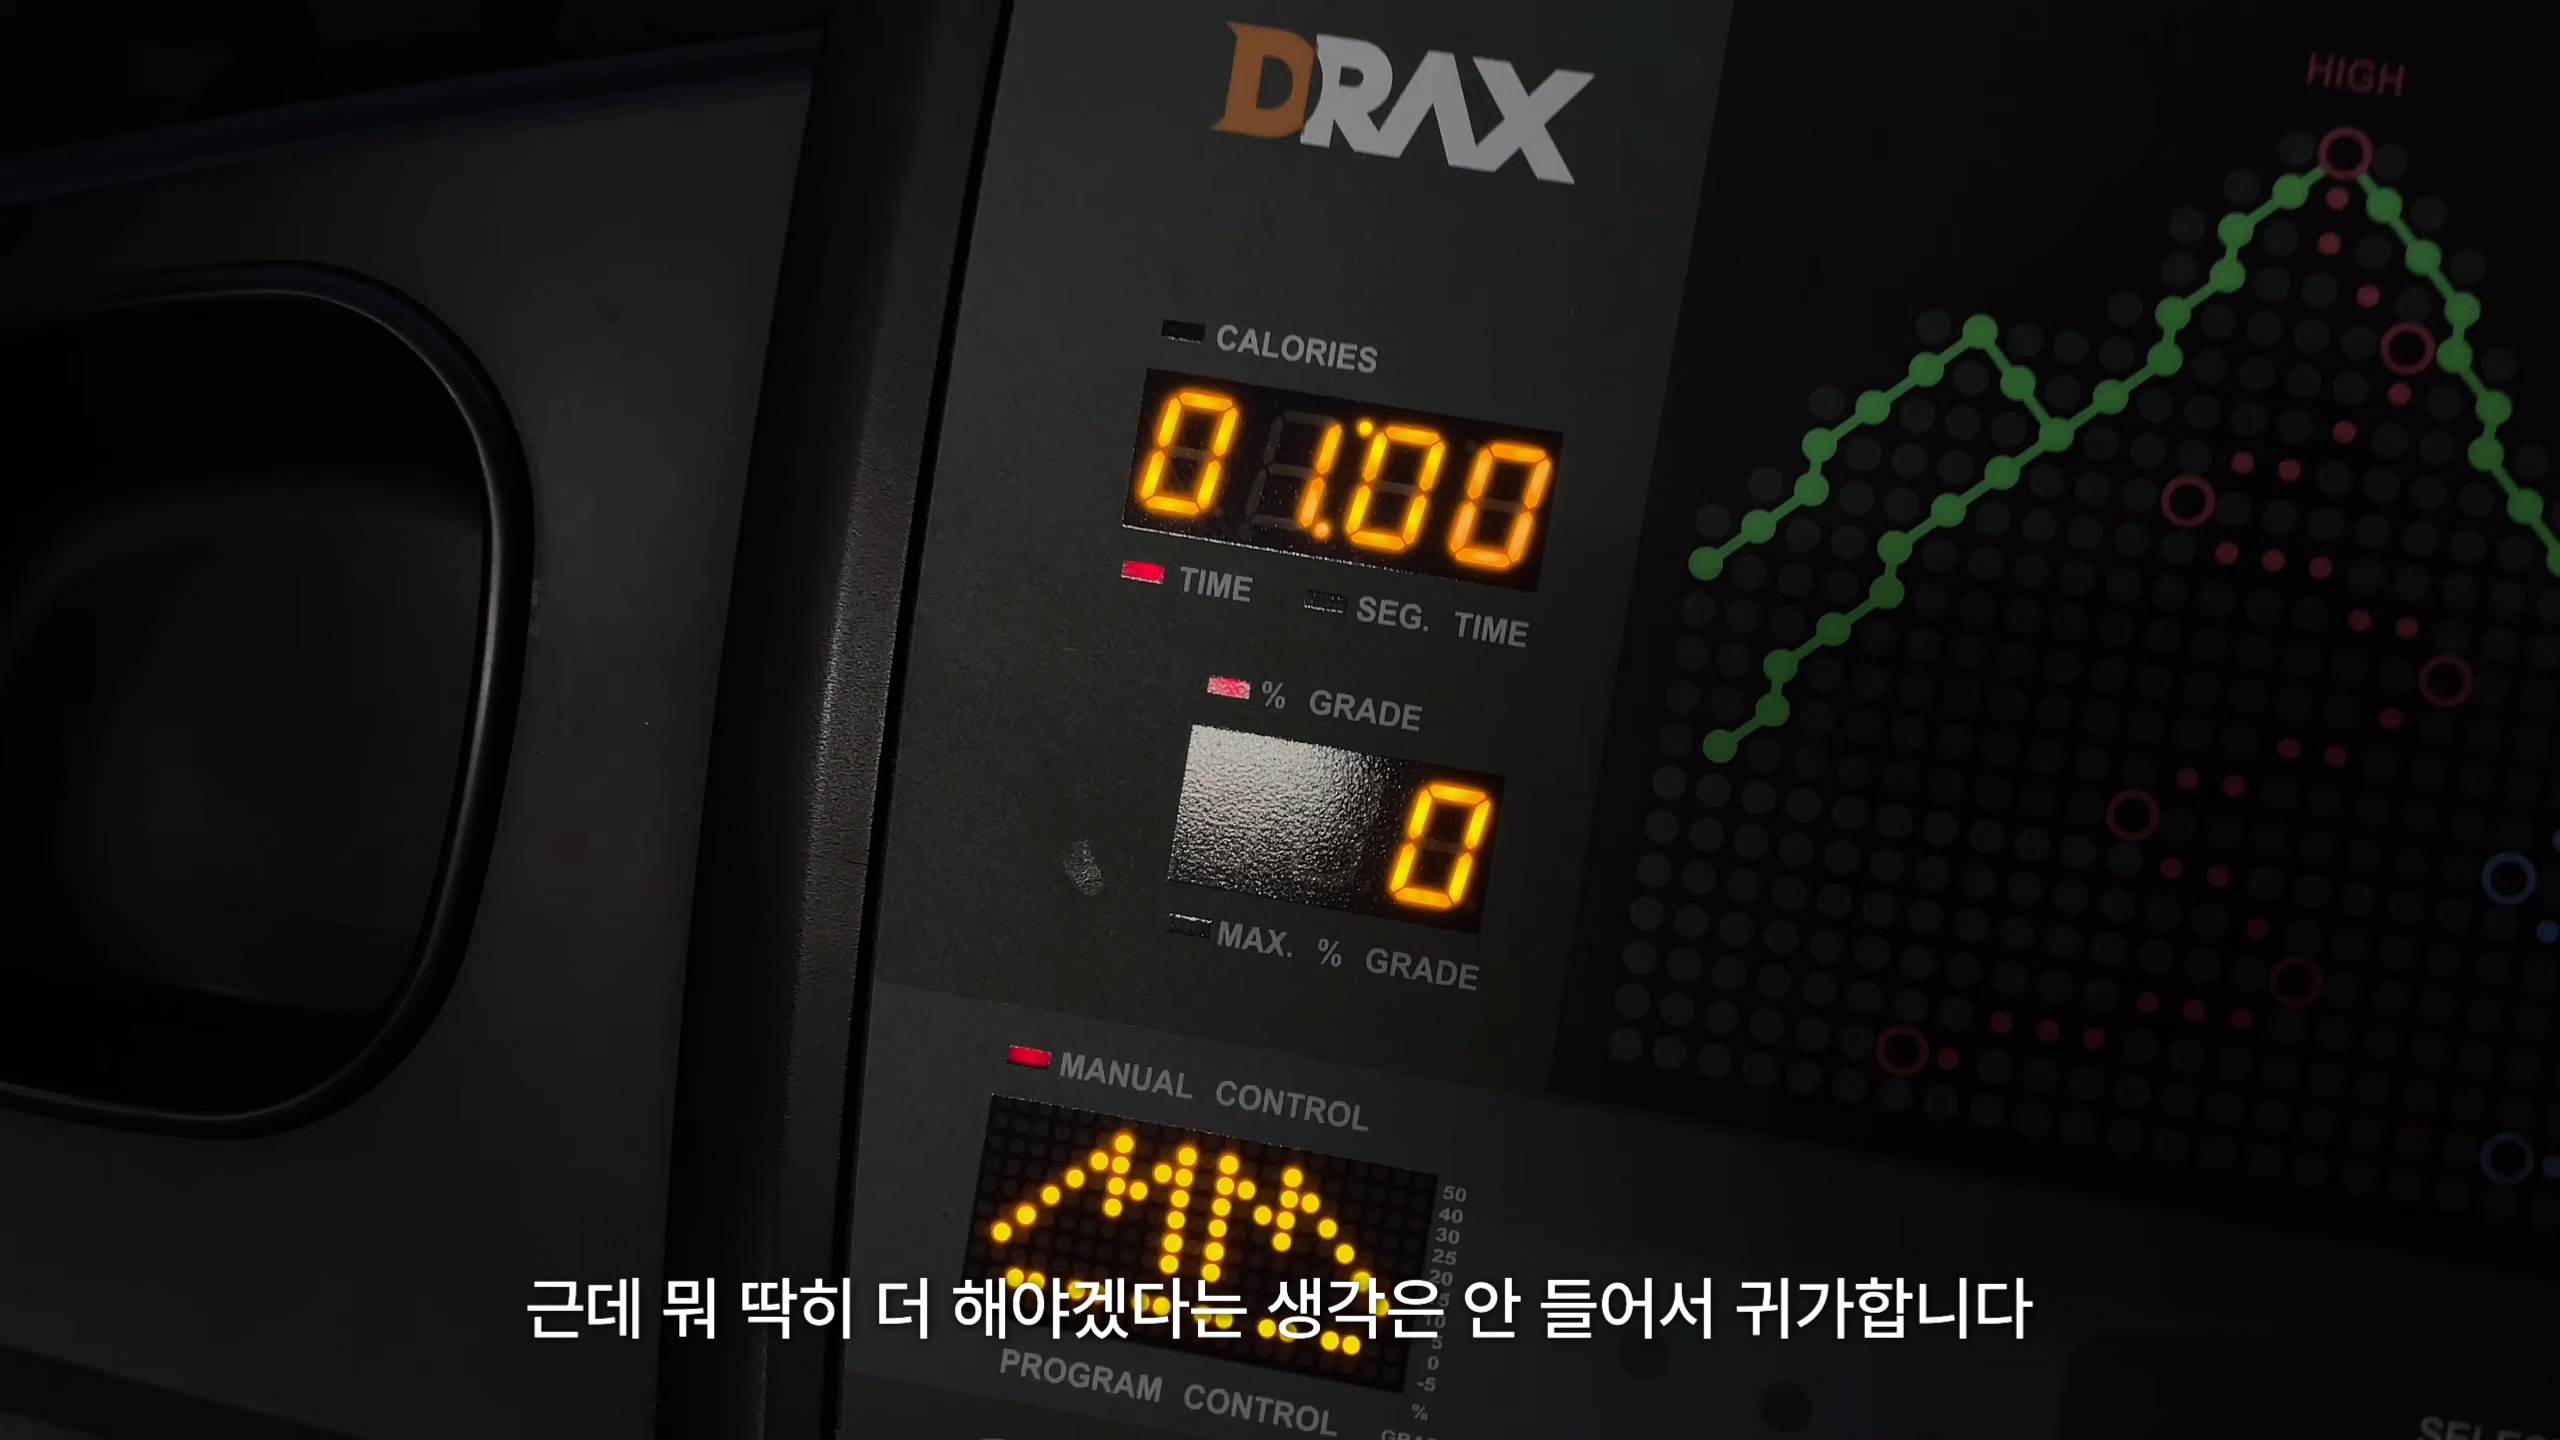 DRAX
HIGH
CALORIES
01:00
TIME SEG. TIME
% GRADE
0
MAX. % GRADE
MANUAL CONTROL
50
40
30
25
20
근데 뭐 딱히 더 해야겠다는 생각은 안 들어서 귀가합니다
0
-5
%
PROGRAM CONTROL